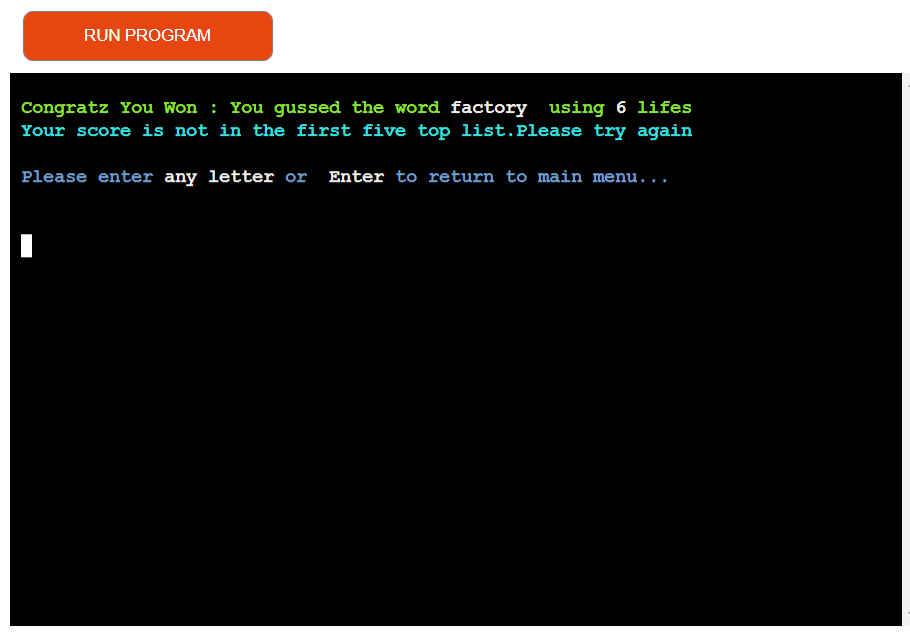 RUN PROGRAM
Congratz You Won : You gussed the word factory  using 6 lifes
Your score is not in the first five top list.Please try again
Please enter any letter or  Enter to return to main menu...